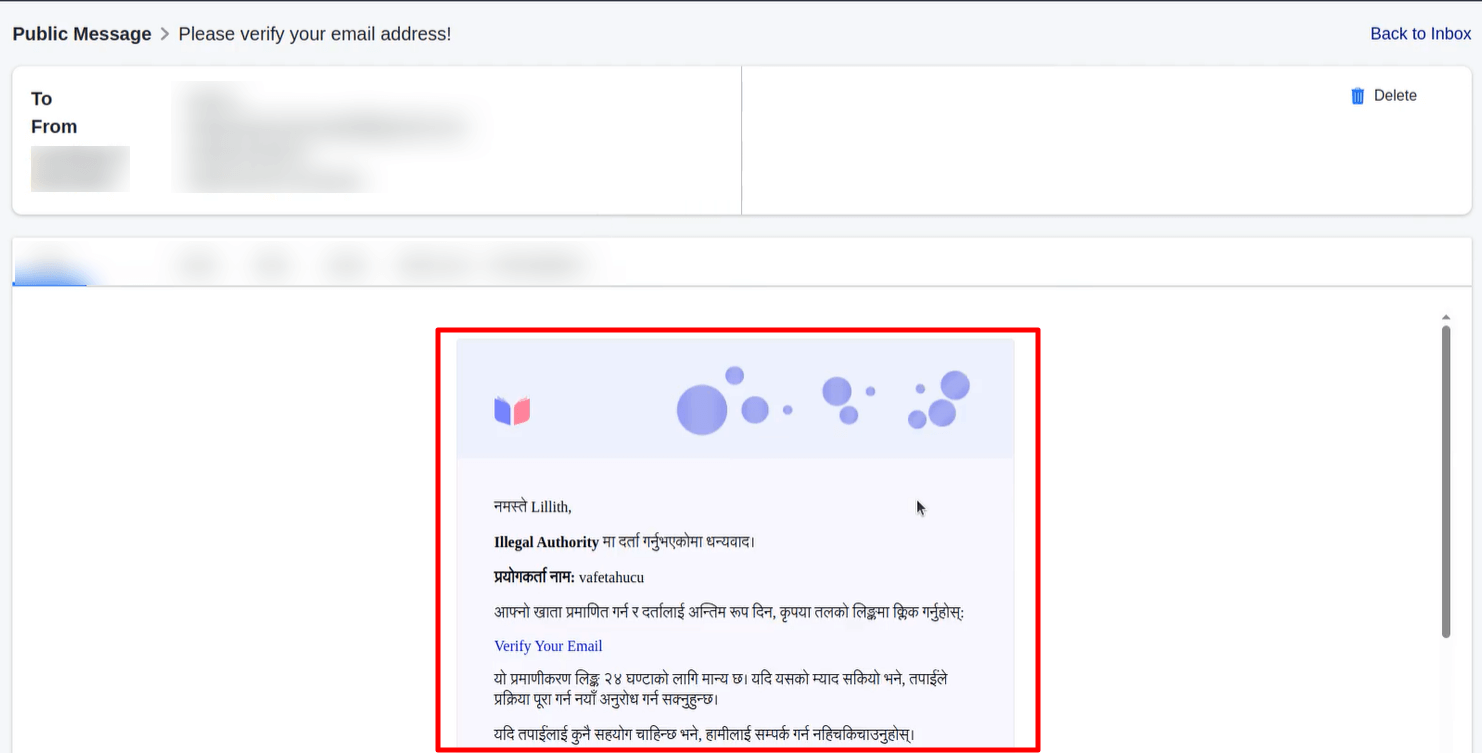 Public Message > Please verify your email address!
Back to Inbox
To
From
Delete
नमस्ते Lillith,
Illegal Authority मा दर्ता गर्नुभएकोमा धन्यवाद।
प्रयोगकर्ता नाम: vafetahucu
आफ्नो खाता प्रमाणित गर्न र दर्तालाई अन्तिम रूप दिन, कृपया तलको लिङ्कमा क्लिक गर्नुहोस्:
Verify Your Email
यो प्रमाणीकरण लिङ्क २४ घण्टाको लागि मान्य छ। यदि यसको म्याद सकियो भने, तपाईंले
प्रक्रिया पूरा गर्न नयाँ अनुरोध गर्न सक्नुहुन्छ।
यदि तपाईंलाई कुनै सहयोग चाहिन्छ भने, हामीलाई सम्पर्क गर्न नहिचकिचाउनुहोस्।